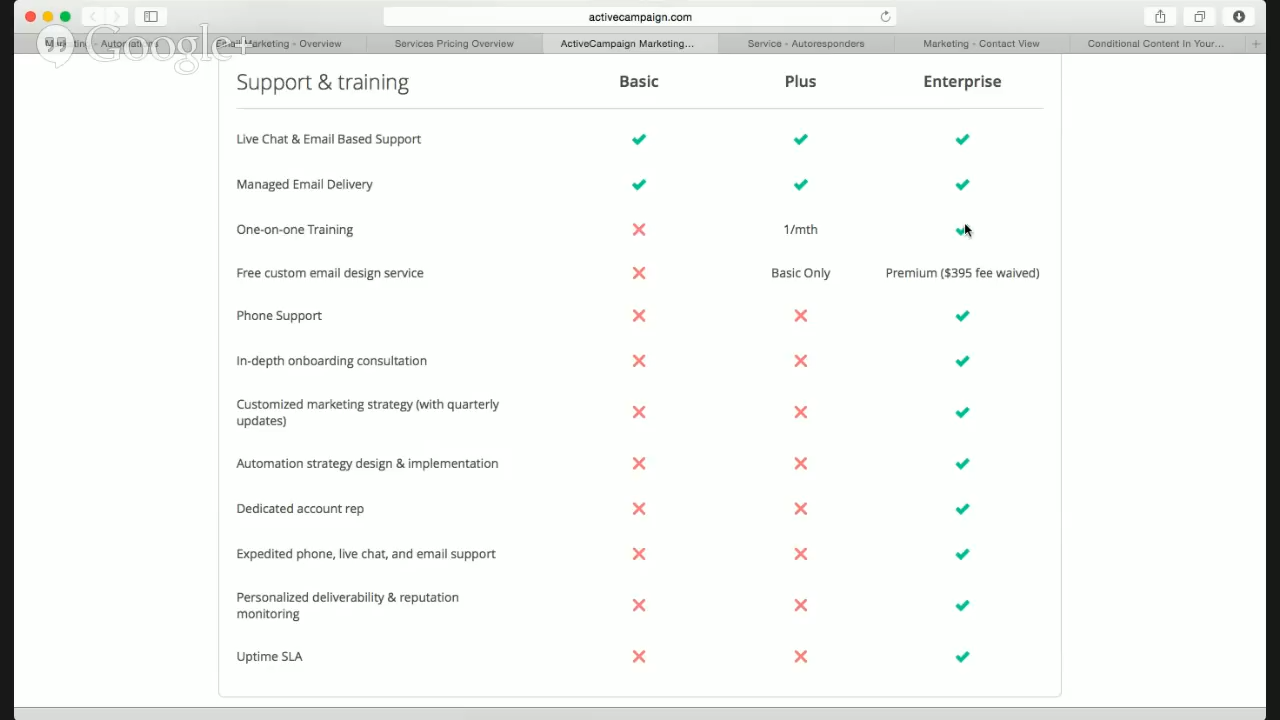 activecampaign.com
Google+
Marketing - Automations
Email Marketing - Overview
Services Pricing Overview
ActiveCampaign Marketing...
Service - Autoresponders
Marketing - Contact View
Conditional Content In Your...
Support & training Basic Plus Enterprise
Live Chat & Email Based Support
Managed Email Delivery
One-on-one Training 1/mth
Free custom email design service Basic Only Premium ($395 fee waived)
Phone Support
In-depth onboarding consultation
Customized marketing strategy (with quarterly
updates)
Automation strategy design & implementation
Dedicated account rep
Expedited phone, live chat, and email support
Personalized deliverability & reputation
monitoring
Uptime SLA